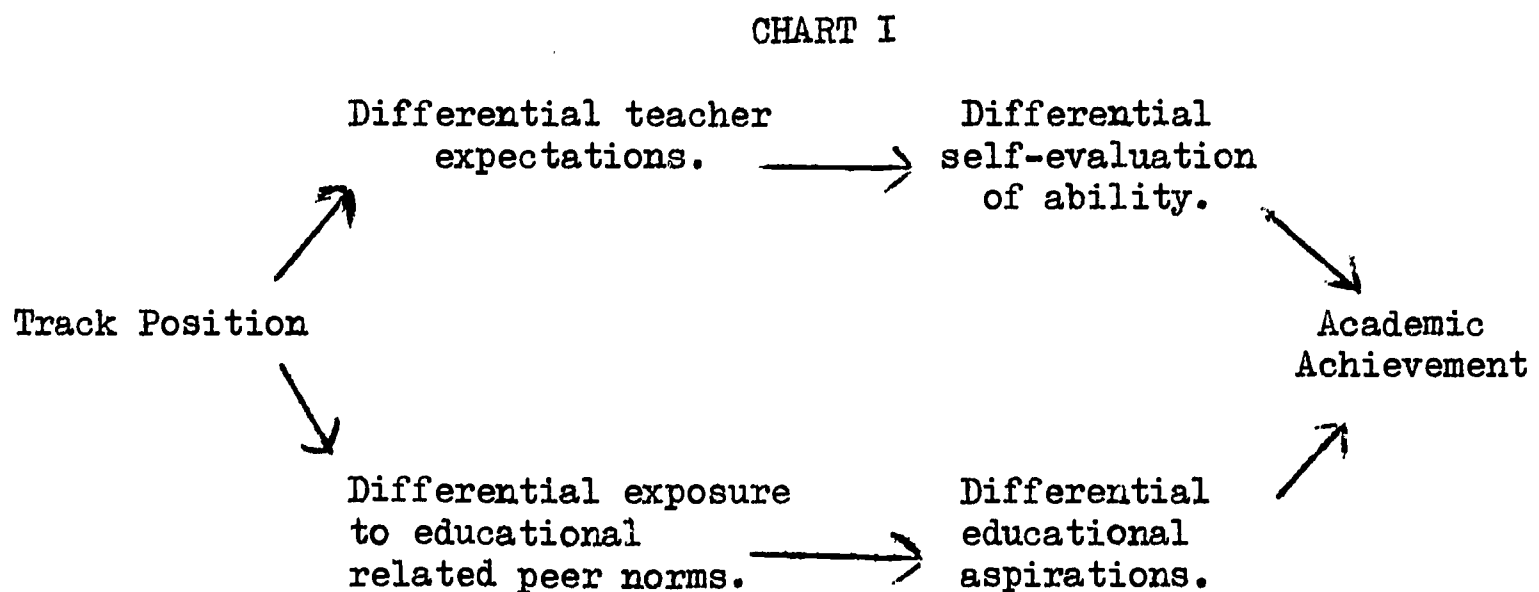 CHART I
Differential teacher
expectations.
Differential
self-evaluation
of ability.
Track Position
Academic
Achievement
Differential exposure
to educational
related peer norms.
Differential
educational
aspirations.